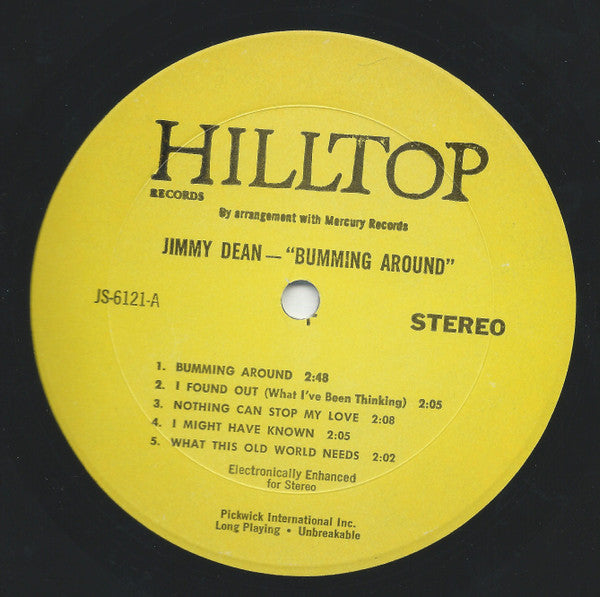 HILLTOP
RECORDS
By arrangement with Mercury Records
JIMMY DEAN — "BUMMING AROUND"
JS-6121-A
STEREO
1. BUMMING AROUND 2:48
2. I FOUND OUT (What I've Been Thinking) 2:05
3. NOTHING CAN STOP MY LOVE 2:08
4. I MIGHT HAVE KNOWN 2:05
5. WHAT THIS OLD WORLD NEEDS 2:02
Electronically Enhanced
for Stereo
Pickwick International Inc.
Long Playing • Unbreakable